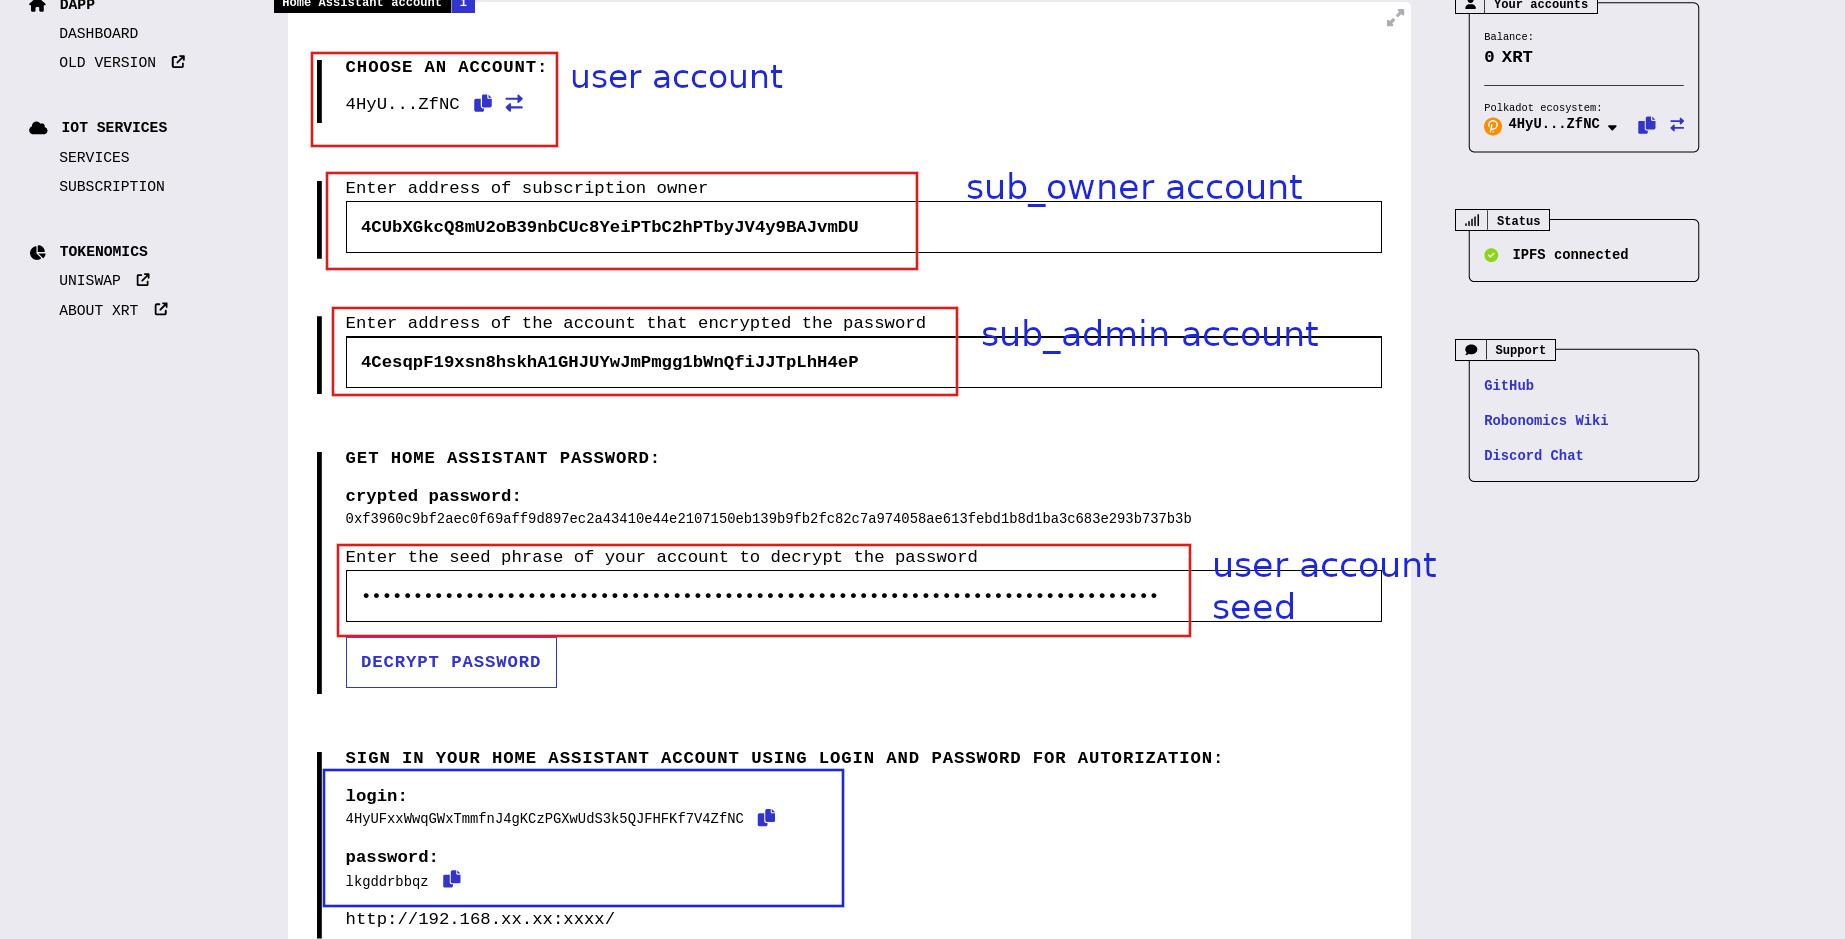 DAPP
DASHBOARD
OLD VERSION
IOT SERVICES
SERVICES
SUBSCRIPTION
TOKENOMICS
UNISWAP
ABOUT XRT
Home Assistant account
CHOOSE AN ACCOUNT:
4HyU...ZfNC
user account
Enter address of subscription owner
sub_owner account
4CUbXGkcQ8mU2oB39nbCUc8YeiPTbC2hPTbyJV4y9BAJvmDU
Enter address of the account that encrypted the password
sub_admin account
4CesqpF19xsn8hskhA1GHJUYwJmPmgg1bWnQfiJJTpLhH4eP
GET HOME ASSISTANT PASSWORD:
crypted password:
0xf3960c9bf2aec0f69aff9d897ec2a43410e44e2107150eb139b9fb2fc82c7a974058ae613febd1b8d1ba3c683e293b737b3b
Enter the seed phrase of your account to decrypt the password
user account
seed
DECRYPT PASSWORD
SIGN IN YOUR HOME ASSISTANT ACCOUNT USING LOGIN AND PASSWORD FOR AUTORIZATION:
login:
4HyUFxxWwqGWxTmmfnJ4gKCzPGXwUdS3k5QJFHFKf7V4ZfNC
password:
lkgddrbbqz
http://192.168.xx.xx:xxxx/
Your accounts
Balance:
0 XRT
Polkadot ecosystem:
4HyU...ZfNC
Status
IPFS connected
Support
GitHub
Robonomics Wiki
Discord Chat